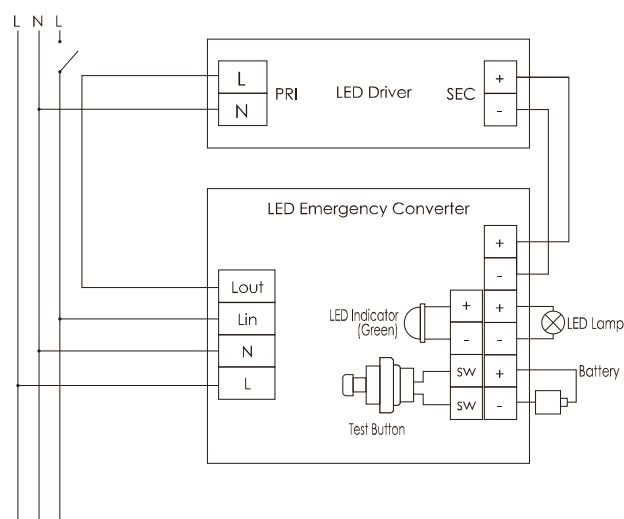 L N L
L
N
PRI
LED Driver
SEC
+
-
LED Emergency Converter
+
-
Lout
Lin
N
L
LED Indicator
(Green)
+
-
+
-
LED Lamp
SW
SW
+
-
Battery
Test Button